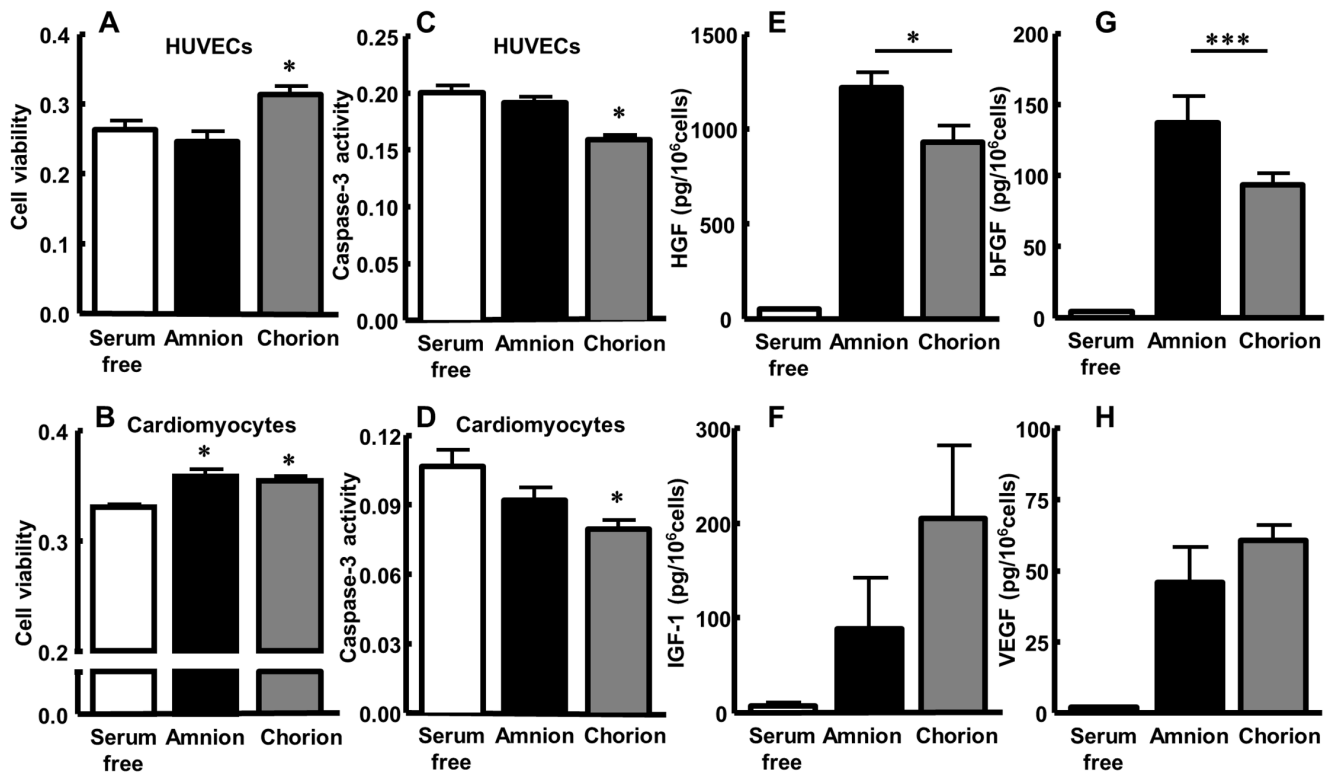 A
HUVECs
Cell viability
0.4
0.3
0.2
0.1
0.0
*
Serum
free
Amnion
Chorion
C
HUVECs
Caspase-3 activity
0.25
0.20
0.15
0.10
0.05
0.00
*
Serum
free
Amnion
Chorion
E
HGF (pg/10⁶cells)
1500
1000
500
0
*
Serum
free
Amnion
Chorion
G
bFGF (pg/10⁶cells)
200
150
100
50
0
***
Serum
free
Amnion
Chorion
B
Cardiomyocytes
Cell viability
0.4
0.3
0.2
0.0
*
*
Serum
free
Amnion
Chorion
D
Cardiomyocytes
Caspase-3 activity
0.12
0.09
0.06
0.03
0.00
*
Serum
free
Amnion
Chorion
F
IGF-1 (pg/10⁶cells)
300
200
100
0
Serum
free
Amnion
Chorion
H
VEGF (pg/10⁶cells)
100
75
50
25
0
Serum
free
Amnion
Chorion